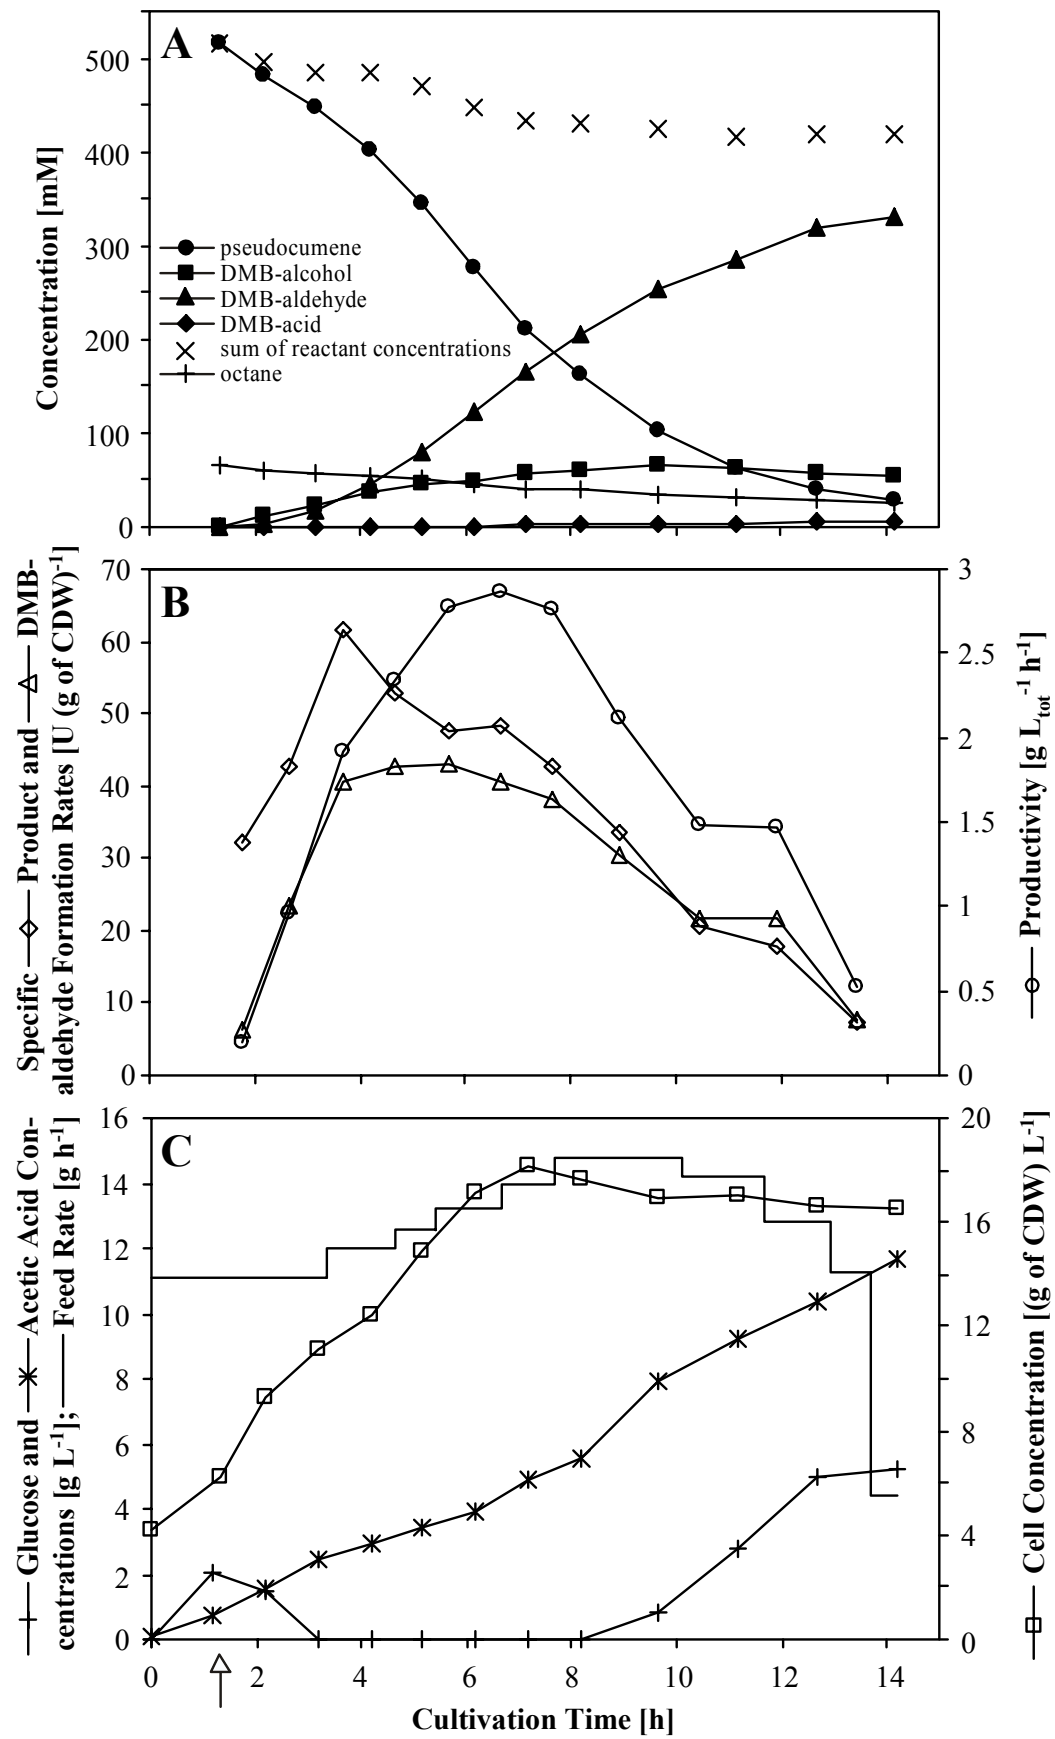 A
500
400
300
200
100
0
Concentration [mM]
pseudocumene
DMB-alcohol
DMB-aldehyde
DMB-acid
sum of reactant concentrations
octane
B
70
60
50
40
30
20
10
0
Specific Product and DMB-
aldehyde Formation Rates [U (g of CDW)-1]
3
2.5
2
1.5
1
0.5
0
Productivity [g Ltot-1 h-1]
C
16
14
12
10
8
6
4
2
0
Glucose and Acetic Acid Con-
centrations [g L-1]; Feed Rate [g h-1]
20
16
12
8
4
0
Cell Concentration [(g of CDW) L-1]
0 2 4 6 8 10 12 14
Cultivation Time [h]